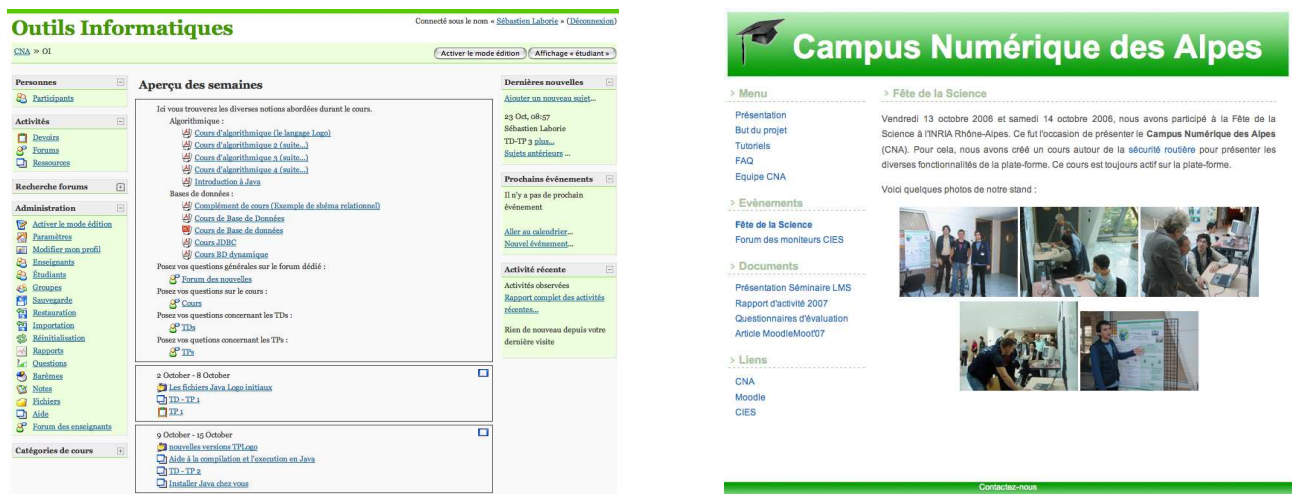 Outils Informatiques
Connecté sous le nom « Sébastien Laborie » (Déconnexion)
CNA » OI
Activer le mode édition
Affichage « étudiant »
Personnes
Participants
Activités
Devoirs
Forums
Ressources
Recherche forums
Administration
Activer le mode édition
Paramètres
Modifier mon profil
Enseignants
Étudiants
Groupes
Sauvegarde
Restauration
Importation
Réinitialisation
Rapports
Questions
Barèmes
Notes
Fichiers
Aide
Forum des enseignants
Catégories de cours
Aperçu des semaines
Ici vous trouverez les diverses notions abordées durant le cours.
Algorithmique :
Cours d'algorithmique (le langage Logo)
Cours d'algorithmique 2 (suite...)
Cours d'algorithmique 3 (suite...)
Cours d'algorithmique 4 (suite...)
Introduction à Java
Bases de données :
Complément de cours (Exemple de shéma relationnel)
Cours de Base de Données
Cours de Base de données
Cours JDBC
Cours BD dynamique
Posez vos questions générales sur le forum dédié :
Forum des nouvelles
Posez vos questions sur le cours :
Cours
Posez vos questions concernant les TDs :
TDs
Posez vos quetions concernant les TPs :
TPs
2 October - 8 October
Les fichiers Java Logo initiaux
TD - TP 1
TP 1
9 October - 15 October
nouvelles versions TPLogo
Aide à la compilation et l'execution en Java
TD - TP 2
Installer Java chez vous
Dernières nouvelles
Ajouter un nouveau sujet...
23 Oct, 08:57
Sébastien Laborie
TD-TP 3 plus...
Sujets antérieurs ...
Prochains événements
Il n'y a pas de prochain
événement
Aller au calendrier...
Nouvel événement...
Activité récente
Activités observées
Rapport complet des activités
récentes...
Rien de nouveau depuis votre
dernière visite
Campus Numérique des Alpes
> Menu
Présentation
But du projet
Tutoriels
FAQ
Equipe CNA
> Evènements
Fête de la Science
Forum des moniteurs CIES
> Documents
Présentation Séminaire LMS
Rapport d'activité 2007
Questionnaires d'évaluation
Article MoodleMoot'07
> Liens
CNA
Moodle
CIES
> Fête de la Science
Vendredi 13 octobre 2006 et samedi 14 octobre 2006, nous avons participé à la Fête de la
Science à l'INRIA Rhône-Alpes. Ce fut l'occasion de présenter le Campus Numérique des Alpes
(CNA). Pour cela, nous avons créé un cours autour de la sécurité routière pour présenter les
diverses fonctionnalités de la plate-forme. Ce cours est toujours actif sur la plate-forme.
Voici quelques photos de notre stand :
Contactez-nous